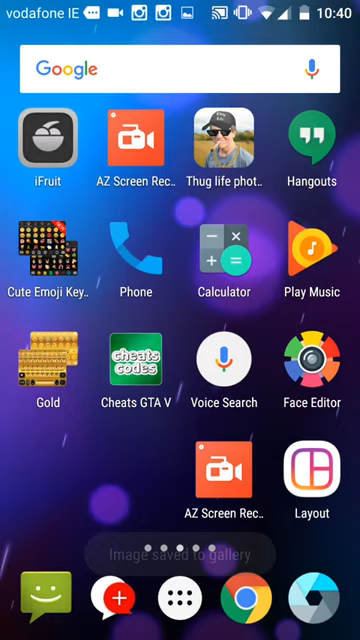 vodafone IE
10:40
Google
iFruit
AZ Screen Rec..
Thug life phot..
Hangouts
Cute Emoji Key..
Phone
Calculator
Play Music
Gold
cheats
codes
Cheats GTA V
Voice Search
Face Editor
AZ Screen Rec..
Layout
Image saved to gallery